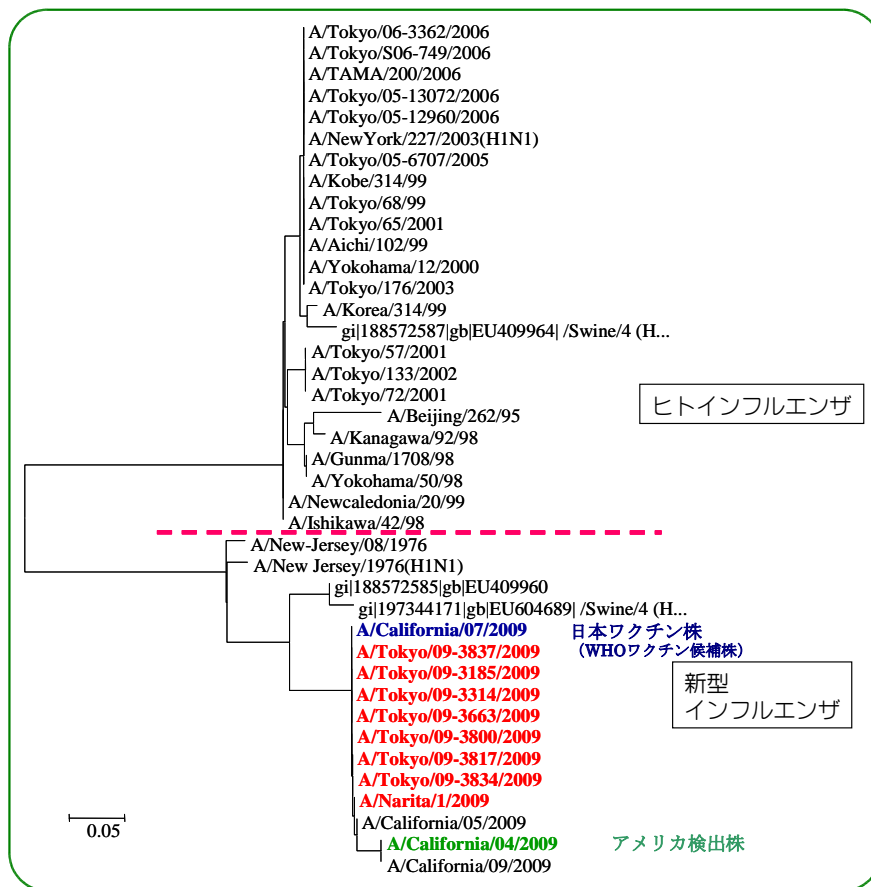 A/Tokyo/06-3362/2006
A/Tokyo/S06-749/2006
A/TAMA/200/2006
A/Tokyo/05-13072/2006
A/Tokyo/05-12960/2006
A/NewYork/227/2003(H1N1)
A/Tokyo/05-6707/2005
A/Kobe/314/99
A/Tokyo/68/99
A/Tokyo/65/2001
A/Aichi/102/99
A/Yokohama/12/2000
A/Tokyo/176/2003
A/Korea/314/99
gi|188572587|gb|EU409964| /Swine/4 (H...
A/Tokyo/57/2001
A/Tokyo/133/2002
A/Tokyo/72/2001
ヒトインフルエンザ
A/Beijing/262/95
A/Kanagawa/92/98
A/Gunma/1708/98
A/Yokohama/50/98
A/Newcaledonia/20/99
A/Ishikawa/42/98
A/New-Jersey/08/1976
A/New Jersey/1976(H1N1)
gi|188572585|gb|EU409960
gi|197344171|gb|EU604689| /Swine/4 (H...
A/California/07/2009 日本ワクチン株
(WHOワクチン候補株)
A/Tokyo/09-3837/2009
A/Tokyo/09-3185/2009
新型
インフルエンザ
A/Tokyo/09-3314/2009
A/Tokyo/09-3663/2009
A/Tokyo/09-3800/2009
A/Tokyo/09-3817/2009
A/Tokyo/09-3834/2009
A/Narita/1/2009
A/California/05/2009
A/California/04/2009 アメリカ検出株
A/California/09/2009
0.05